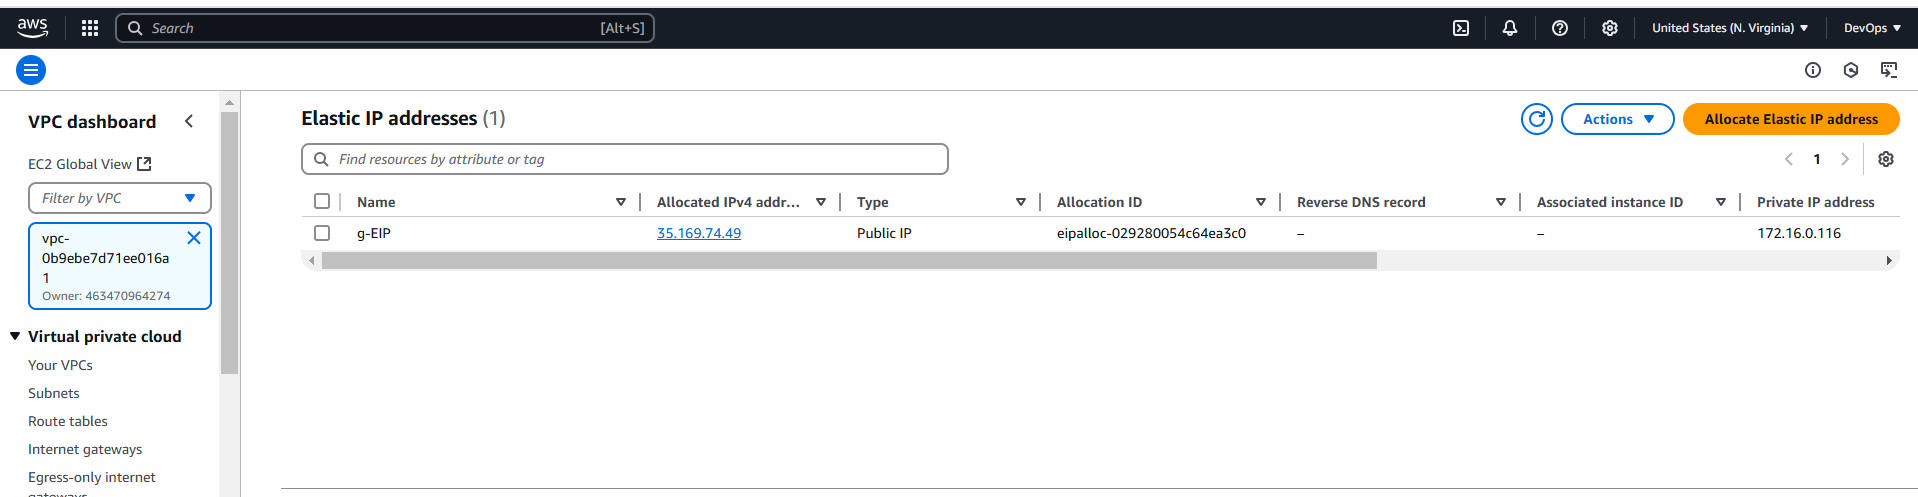 aws
Search [Alt+S]
United States (N. Virginia)
DevOps
VPC dashboard
EC2 Global View
Filter by VPC
vpc-
0b9ebe7d71ee016a
1
Owner: 463470964274
Virtual private cloud
Your VPCs
Subnets
Route tables
Internet gateways
Egress-only internet
gateways
Elastic IP addresses (1)
Actions
Allocate Elastic IP address
Find resources by attribute or tag
1
Name Allocated IPv4 addr... Type Allocation ID Reverse DNS record Associated instance ID Private IP address
g-EIP 35.169.74.49 Public IP eipalloc-029280054c64ea3c0 – – 172.16.0.116